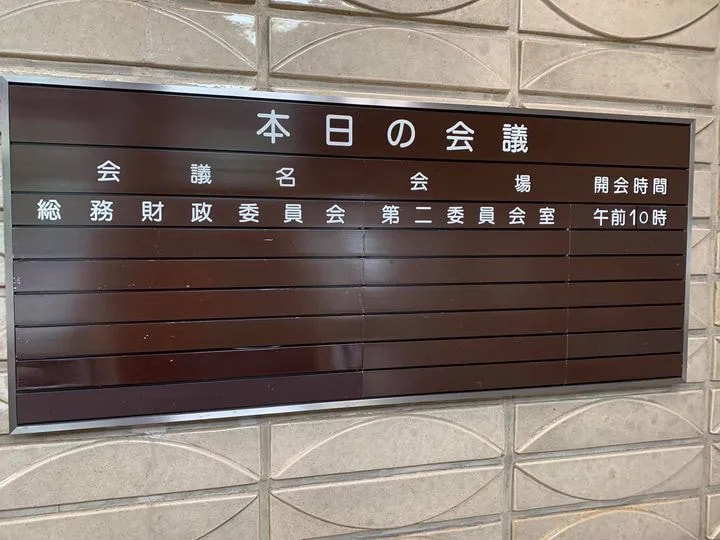 本日の会議
会議名 会場 開会時間
総務財政委員会 第二委員会室 午前10時